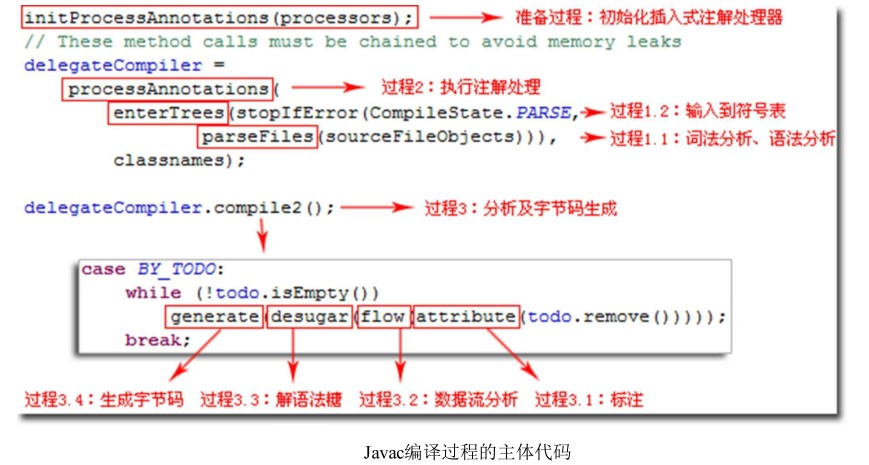 initProcessAnnotations(processors); 准备过程：初始化插入式注解处理器
// These method calls must be chained to avoid memory leaks
delegateCompiler =
processAnnotations( 过程2：执行注解处理
enterTrees(stopIfError(CompileState.PARSE, 过程1.2：输入到符号表
parseFiles(sourceFileObjects))), 过程1.1：词法分析、语法分析
classnames);
delegateCompiler.compile2(); 过程3：分析及字节码生成
case BY_TODO:
while (!todo.isEmpty())
generate(desugar(flow(attribute(todo.remove()))));
break;
过程3.4：生成字节码 过程3.3：解语法糖 过程3.2：数据流分析 过程3.1：标注
Javac编译过程的主体代码